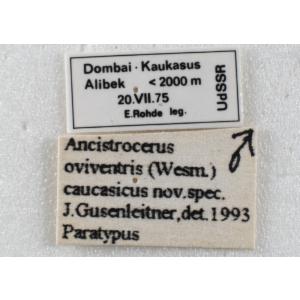 Dombai · Kaukasus
Alibek < 2000 m
20.VII.75
E.Rohde leg.
UdSSR
Ancistrocerus ♂
oviventris (Wesm.)
caucasicus nov.spec.
J.Gusenleitner,det.1993
Paratypus